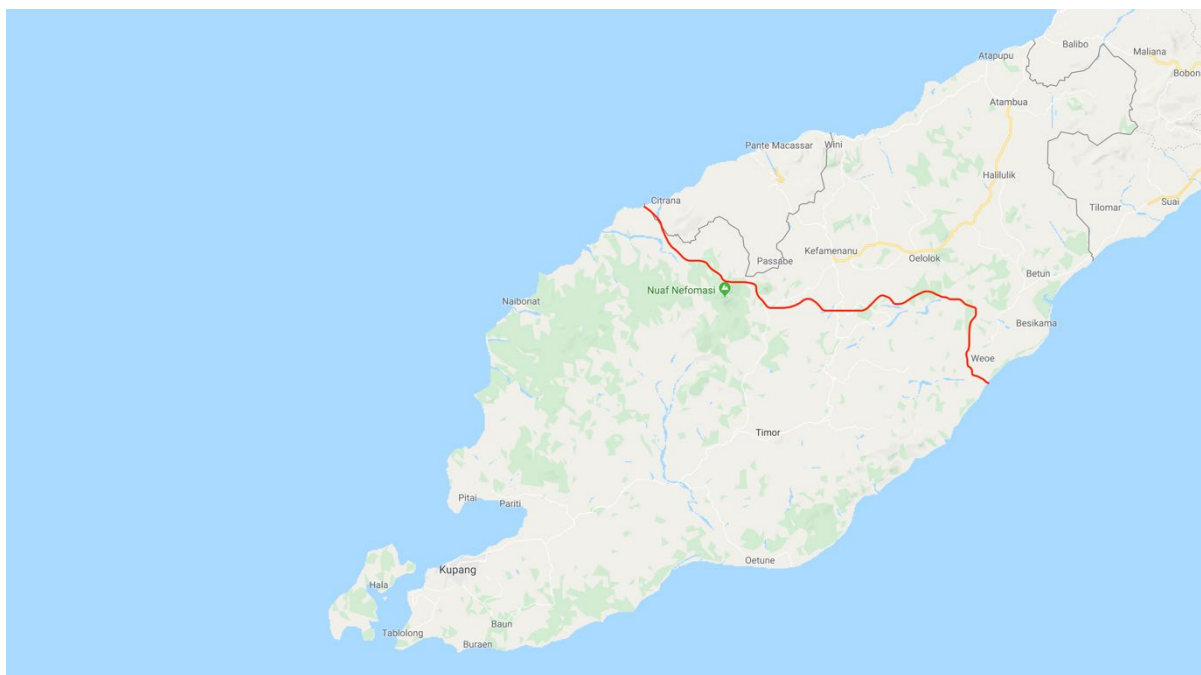 Balibo
Maliana
Atapupu
Bobon
Atambua
Pante Macassar
Wini
Halilulik
Citrana
Tilomar
Suai
Kefamenanu
Oelolok
Passabe
Betun
Nuaf Nefomasi
Naibonat
Besikama
Weoe
Timor
Pitai
Pariti
Oetune
Kupang
Hala
Baun
Tablolong
Buraen